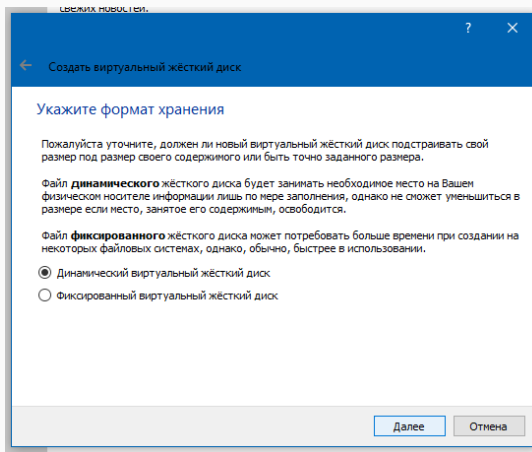 свежих новостей.
?
Создать виртуальный жёсткий диск
Укажите формат хранения
Пожалуйста уточните, должен ли новый виртуальный жёсткий диск подстраивать свой
размер под размер своего содержимого или быть точно заданного размера.
Файл динамического жёсткого диска будет занимать необходимое место на Вашем
физическом носителе информации лишь по мере заполнения, однако не сможет уменьшиться в
размере если место, занятое его содержимым, освободится.
Файл фиксированного жёсткого диска может потребовать больше времени при создании на
некоторых файловых системах, однако, обычно, быстрее в использовании.
Динамический виртуальный жёсткий диск
Фиксированный виртуальный жёсткий диск
Далее
Отмена